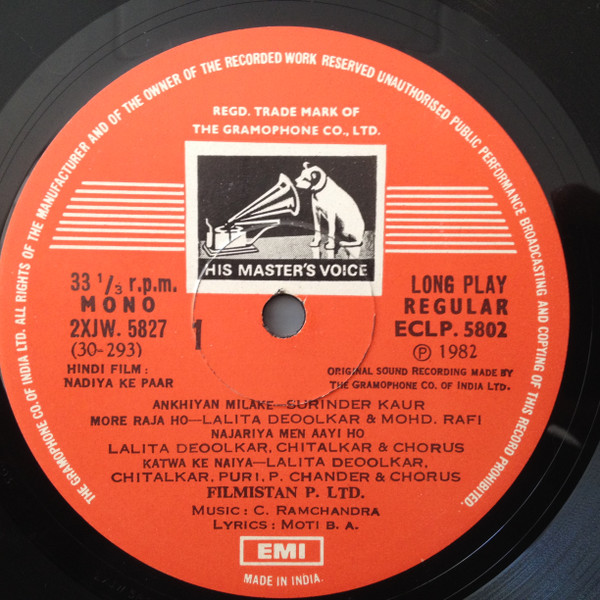 THE GRAMOPHONE CO. OF INDIA LTD. ALL RIGHTS OF THE MANUFACTURER AND OF THE OWNER OF THE RECORDED WORK RESERVED UNAUTHORISED PUBLIC PERFORMANCE BROADCASTING AND COPYING OF THIS RECORD PROHIBITED.
REGD. TRADE MARK OF
THE GRAMOPHONE CO., LTD.
HIS MASTER'S VOICE
33 1/3 r.p.m.
MONO
2XJW. 5827
(30-293)
1
HINDI FILM :
NADIYA KE PAAR
LONG PLAY
REGULAR
ECLP. 5802
℗ 1982
ORIGINAL SOUND RECORDING MADE BY
THE GRAMOPHONE CO. OF INDIA LTD.
ANKHIYAN MILAKE—SURINDER KAUR
MORE RAJA HO—LALITA DEOOLKAR & MOHD. RAFI
NAJARIYA MEN AAYI HO
LALITA DEOOLKAR, CHITALKAR & CHORUS
KATWA KE NAIYA—LALITA DEOOLKAR,
CHITALKAR, PURI, P. CHANDER & CHORUS
FILMISTAN P. LTD.
MUSIC : C. RAMCHANDRA
LYRICS : MOTI B. A.
EMI
MADE IN INDIA.